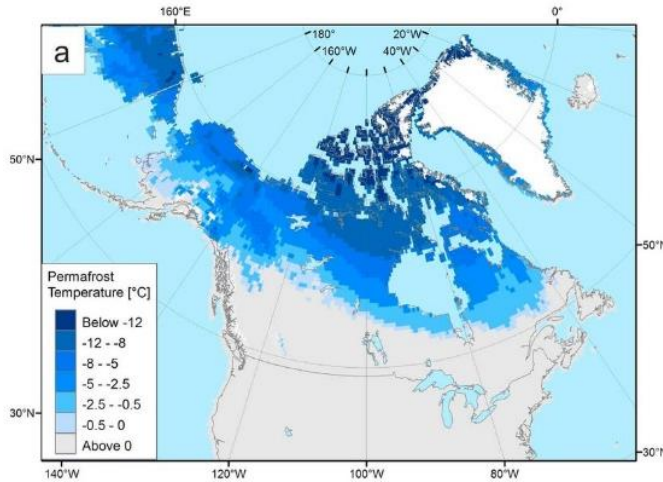 160°E
0°
a
180°
20°W
160°W
40°W
50°N
50°N
Permafrost
Temperature [°C]
Below -12
-12 - -8
-8 - -5
-5 - -2.5
-2.5 - -0.5
-0.5 - 0
Above 0
30°N
30°N
140°W
120°W
100°W
80°W